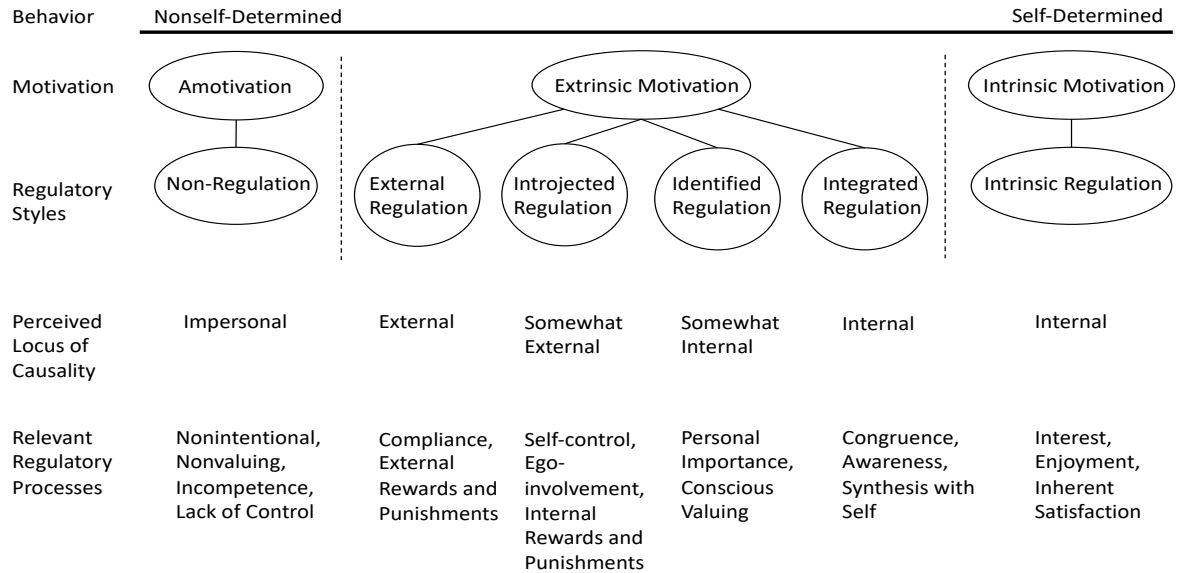 Behavior Nonself-Determined Self-Determined
Motivation Amotivation Extrinsic Motivation Intrinsic Motivation
Regulatory
Styles
Non-Regulation
External
Regulation
Introjected
Regulation
Identified
Regulation
Integrated
Regulation
Intrinsic Regulation
Perceived
Locus of
Causality
Impersonal
External
Somewhat
External
Somewhat
Internal
Internal
Internal
Relevant
Regulatory
Processes
Nonintentional,
Nonvaluing,
Incompetence,
Lack of Control
Compliance,
External
Rewards and
Punishments
Self-control,
Ego-
involvement,
Internal
Rewards and
Punishments
Personal
Importance,
Conscious
Valuing
Congruence,
Awareness,
Synthesis with
Self
Interest,
Enjoyment,
Inherent
Satisfaction